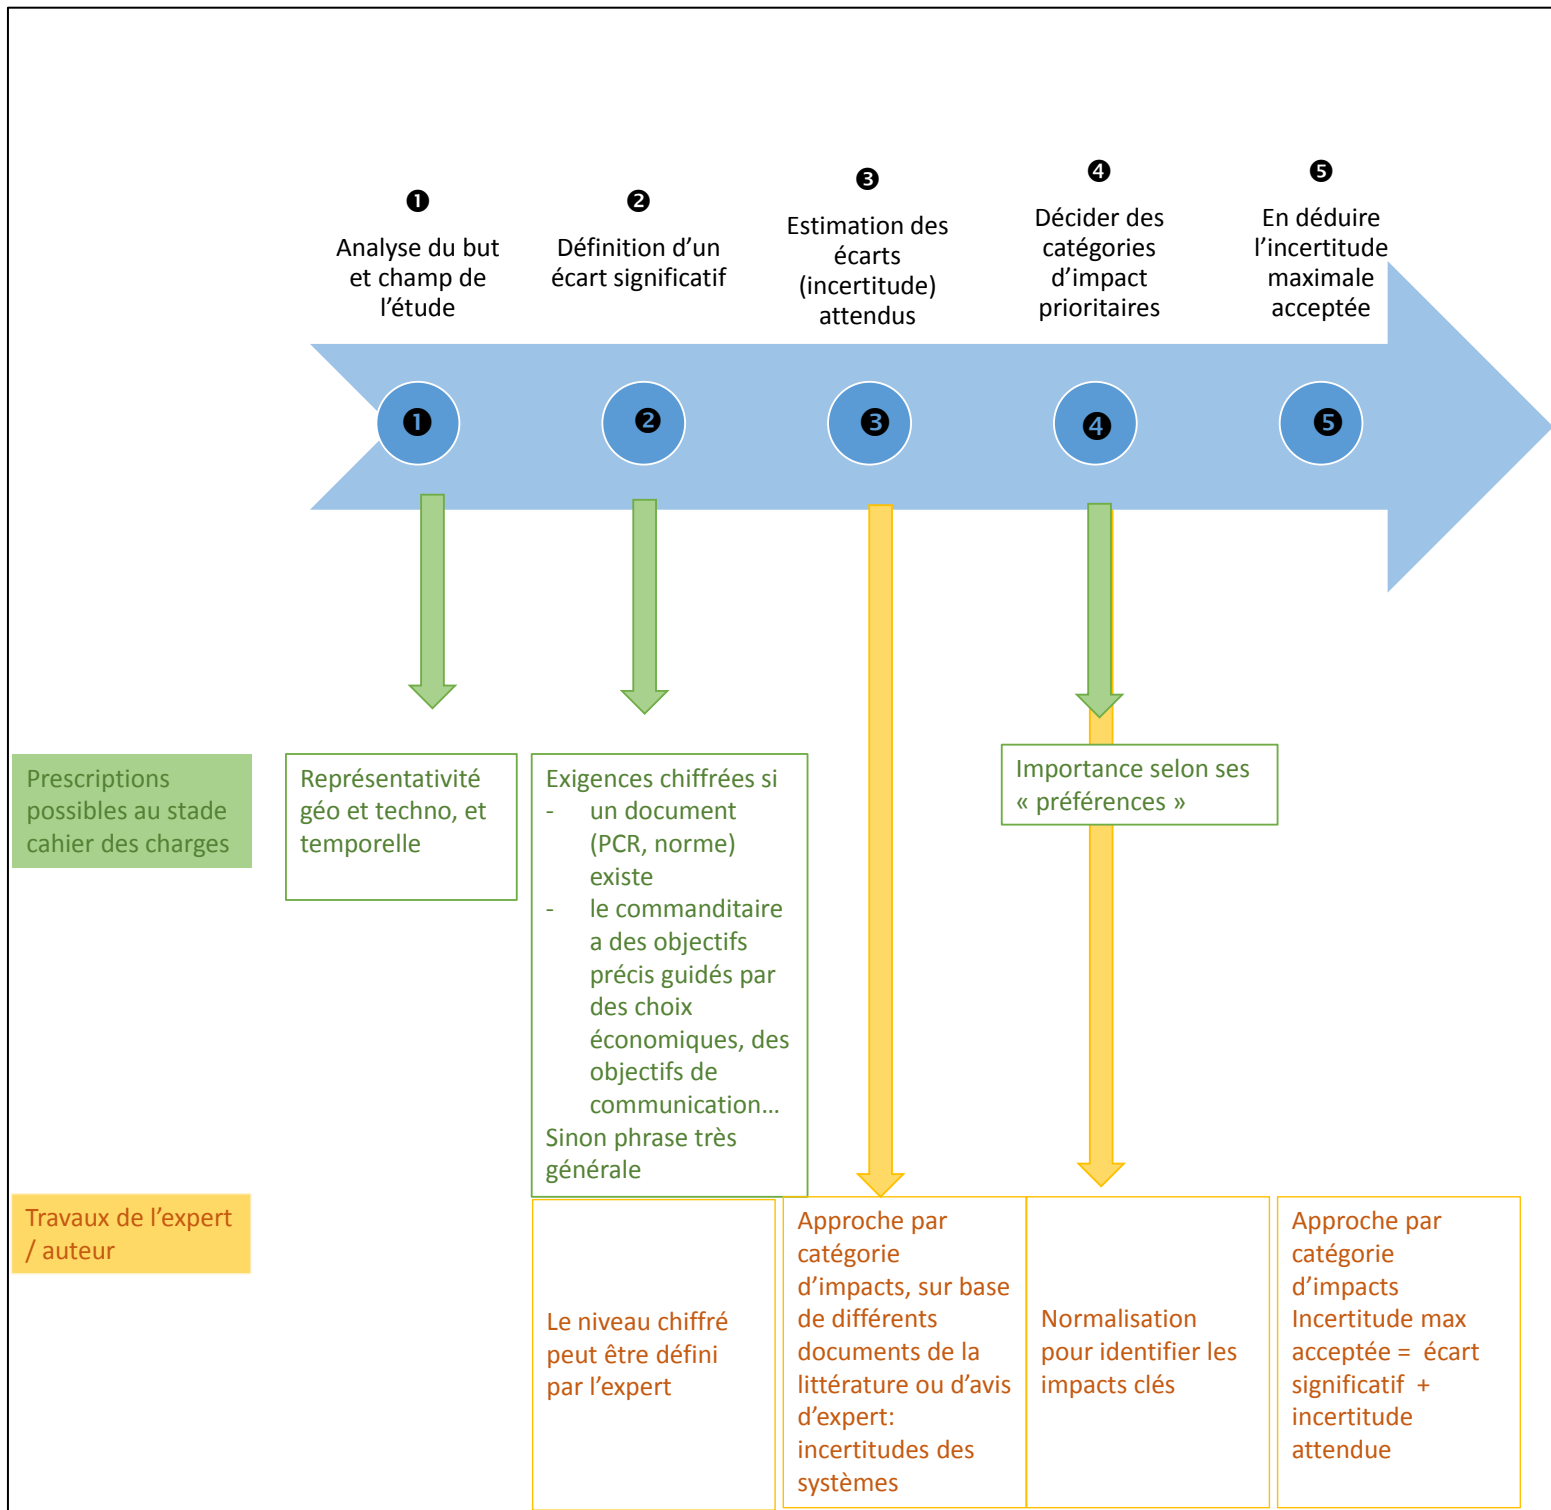 ❶
Analyse du but
et champ de
l’étude
❷
Définition d’un
écart significatif
❸
Estimation des
écarts
(incertitude)
attendus
❹
Décider des
catégories
d’impact
prioritaires
❺
En déduire
l’incertitude
maximale
acceptée
❶
❷
❸
❹
❺
Prescriptions
possibles au stade
cahier des charges
Représentativité
géo et techno, et
temporelle
Exigences chiffrées si
- un document
(PCR, norme)
existe
- le commanditaire
a des objectifs
précis guidés par
des choix
économiques, des
objectifs de
communication…
Sinon phrase très
générale
Importance selon ses
« préférences »
Travaux de l’expert
/ auteur
Le niveau chiffré
peut être défini
par l’expert
Approche par
catégorie
d’impacts, sur base
de différents
documents de la
littérature ou d’avis
d’expert:
incertitudes des
systèmes
Normalisation
pour identifier les
impacts clés
Approche par
catégorie
d’impacts
Incertitude max
acceptée = écart
significatif +
incertitude
attendue